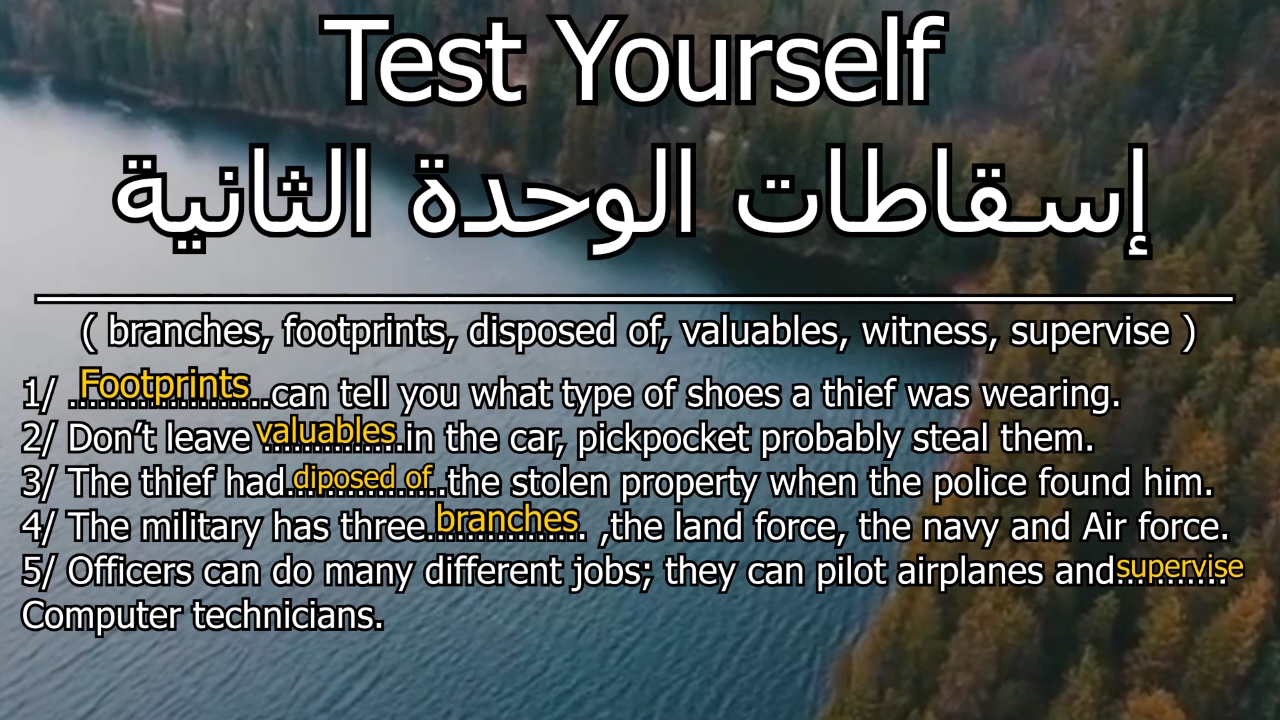 Test Yourself
إسقاطات الوحدة الثانية
( branches, footprints, disposed of, valuables, witness, supervise )
1/ Footprints can tell you what type of shoes a thief was wearing.
2/ Don’t leave valuables in the car, pickpocket probably steal them.
3/ The thief had diposed of the stolen property when the police found him.
4/ The military has three branches ,the land force, the navy and Air force.
5/ Officers can do many different jobs; they can pilot airplanes and supervise
Computer technicians.